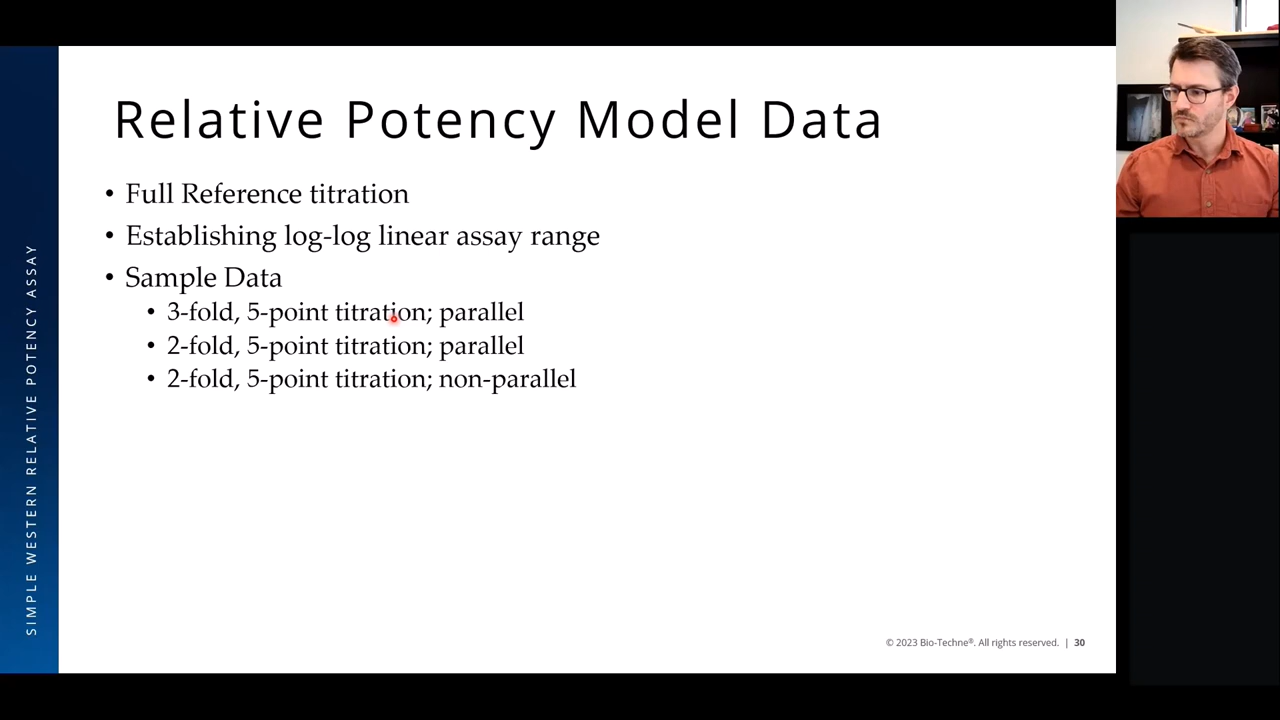 SIMPLE WESTERN RELATIVE POTENCY ASSAY
Relative Potency Model Data
• Full Reference titration
• Establishing log-log linear assay range
• Sample Data
• 3-fold, 5-point titration; parallel
• 2-fold, 5-point titration; parallel
• 2-fold, 5-point titration; non-parallel
© 2023 Bio-Techne®. All rights reserved. | 30